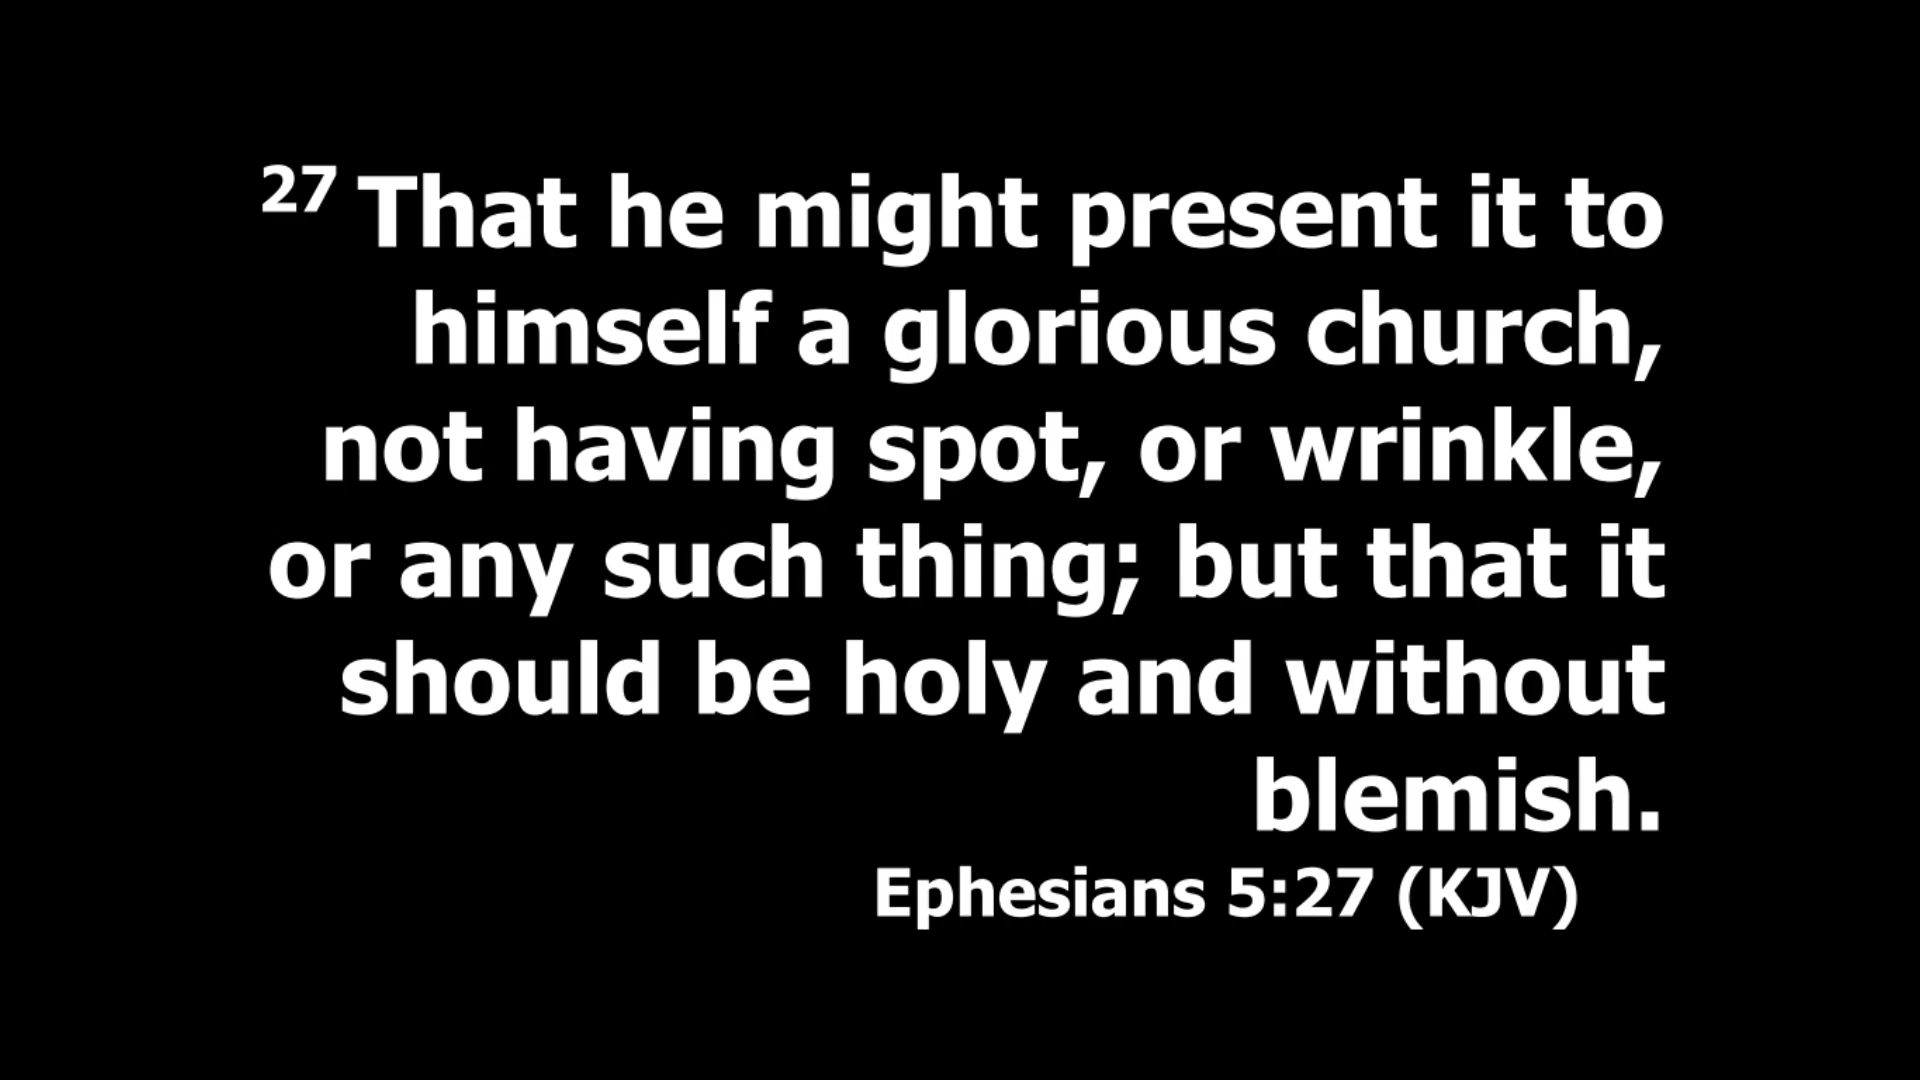 27 That he might present it to
himself a glorious church,
not having spot, or wrinkle,
or any such thing; but that it
should be holy and without
blemish.
Ephesians 5:27 (KJV)